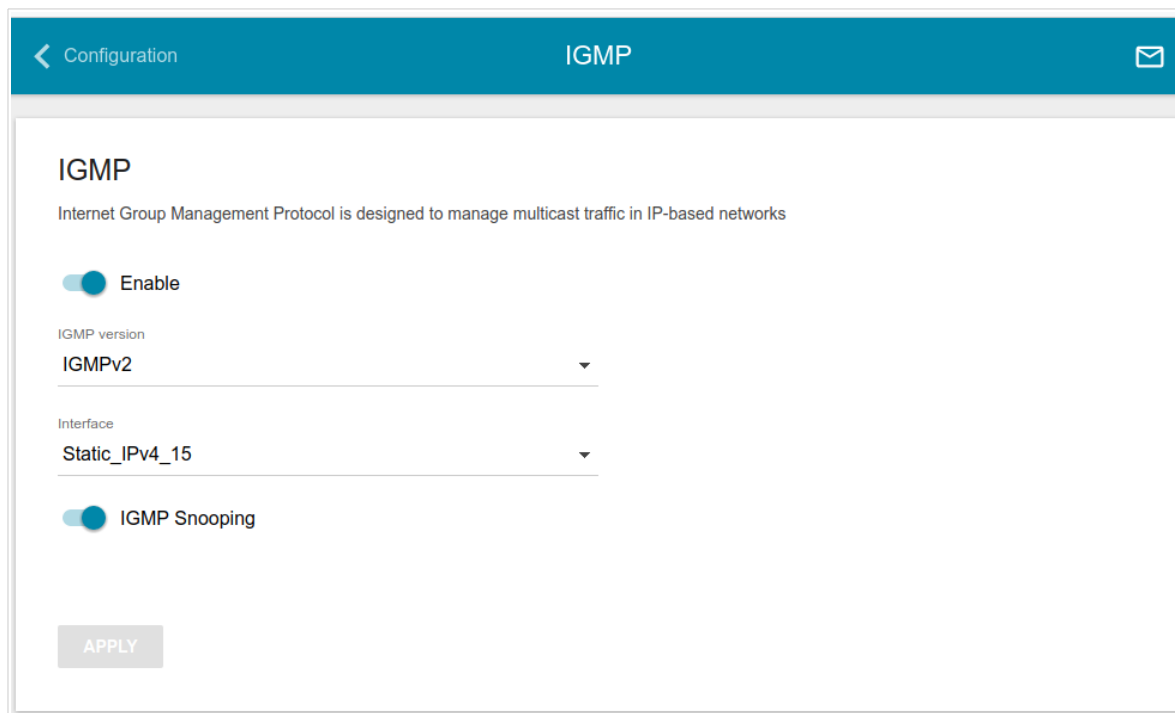 Configuration
IGMP
IGMP
Internet Group Management Protocol is designed to manage multicast traffic in IP-based networks
Enable
IGMP version
IGMPv2
Interface
Static_IPv4_15
IGMP Snooping
APPLY